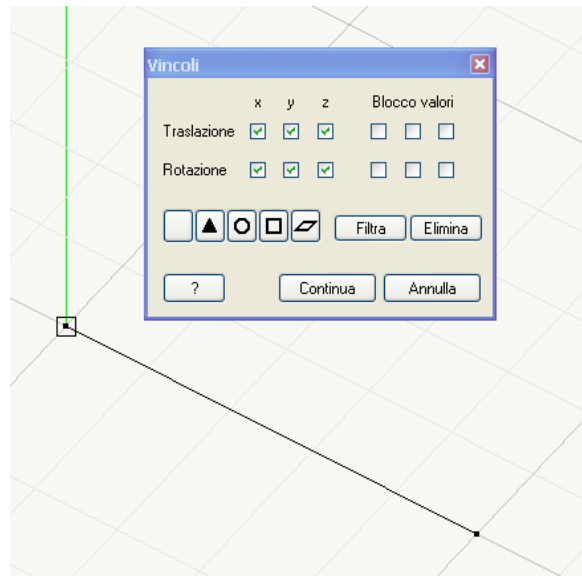 Vincoli
x y z Blocco valori
Traslazione
Rotazione
Filtra Elimina
? Continua Annulla